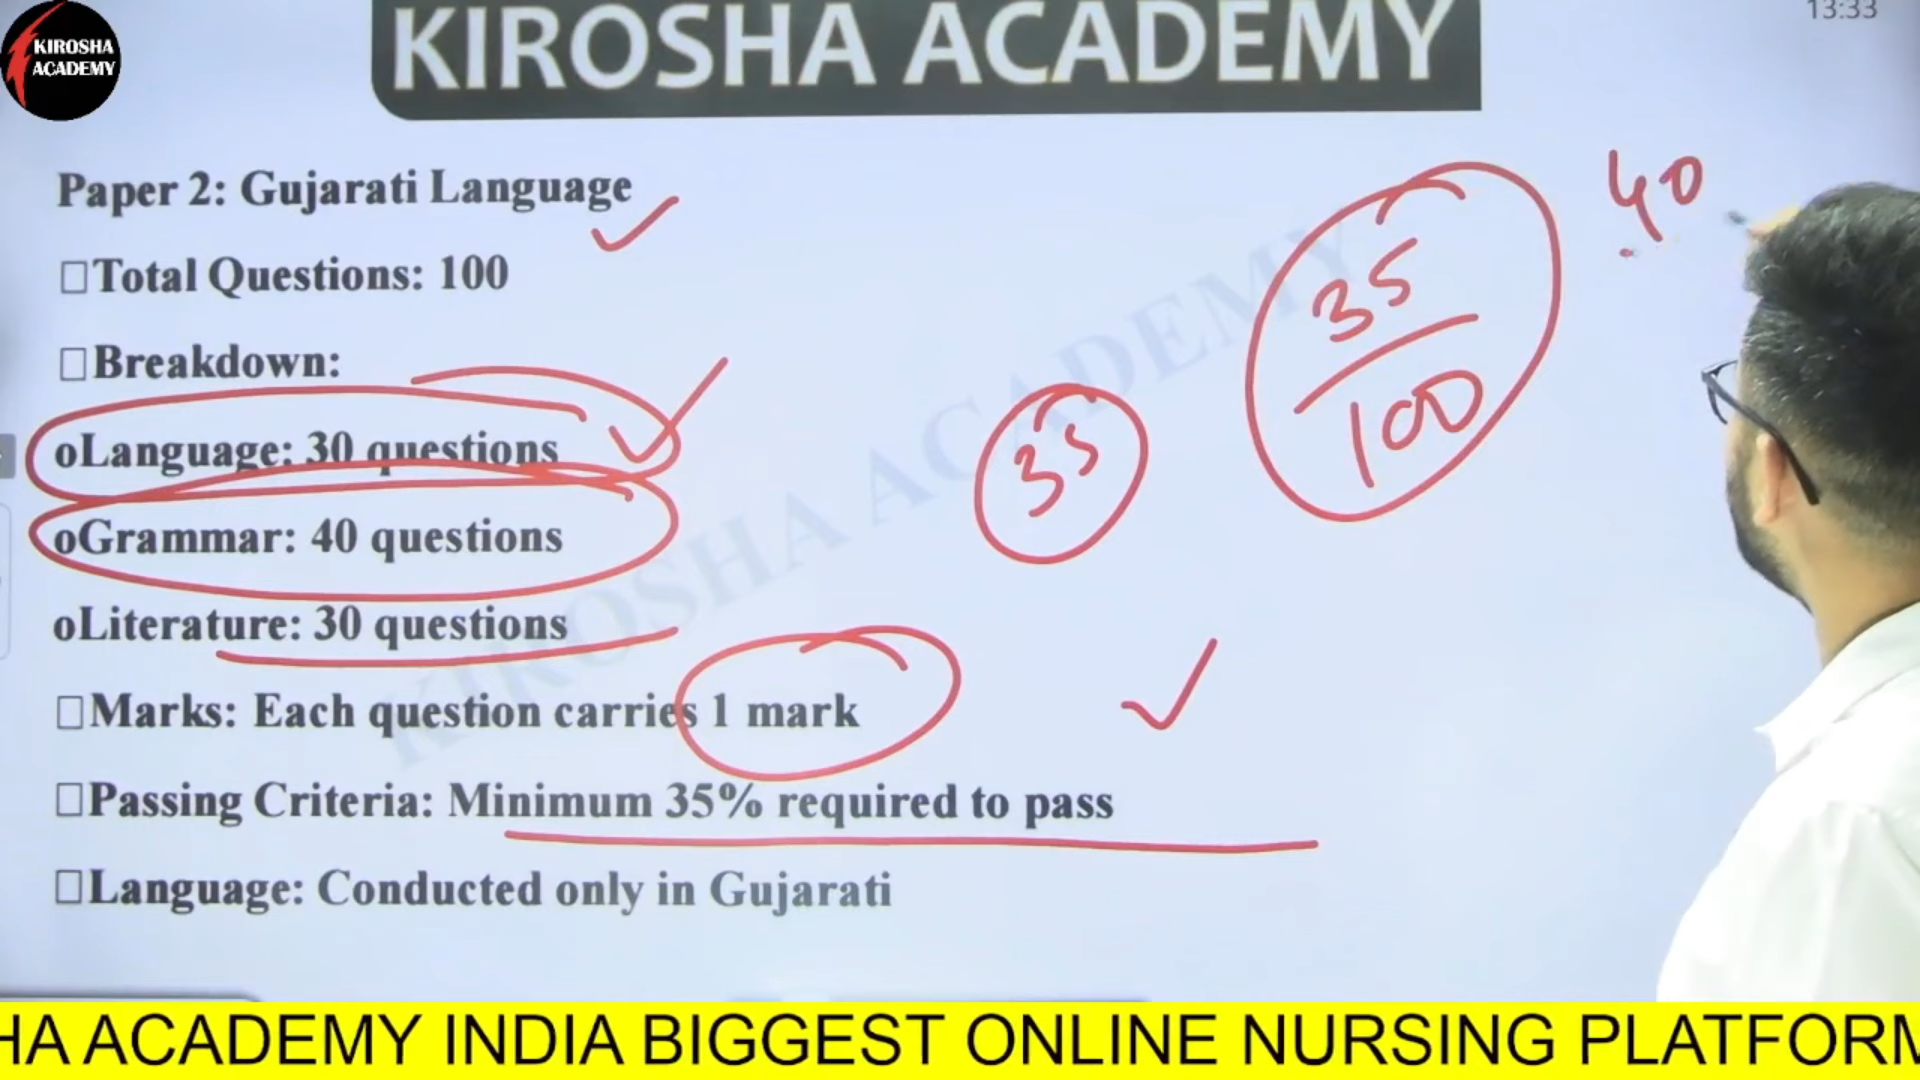 KIROSHA
ACADEMY
KIROSHA ACADEMY
13:33
Paper 2: Gujarati Language
□Total Questions: 100
□Breakdown:
oLanguage: 30 questions
oGrammar: 40 questions
oLiterature: 30 questions
□Marks: Each question carries 1 mark
□Passing Criteria: Minimum 35% required to pass
□Language: Conducted only in Gujarati
35
35
100
40
KIROSHA ACADEMY
HA ACADEMY INDIA BIGGEST ONLINE NURSING PLATFORM